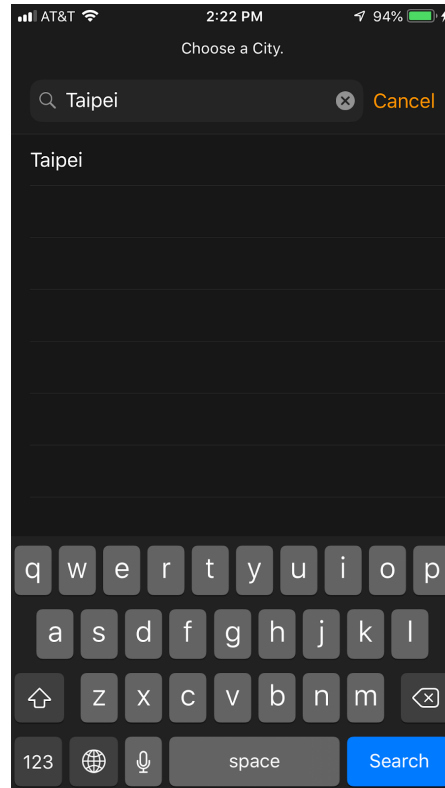 AT&T 2:22 PM 94%
Choose a City.
Taipei Cancel
Taipei
q w e r t y u i o p
a s d f g h j k l
z x c v b n m
123 space Search